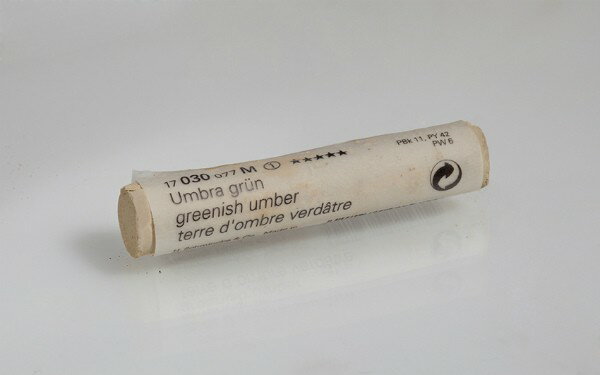 17 030 077 M 1 ★★★★★
PBk 11, PY 42
PW 6
Umbra grün
greenish umber
terre d'ombre verdâtre